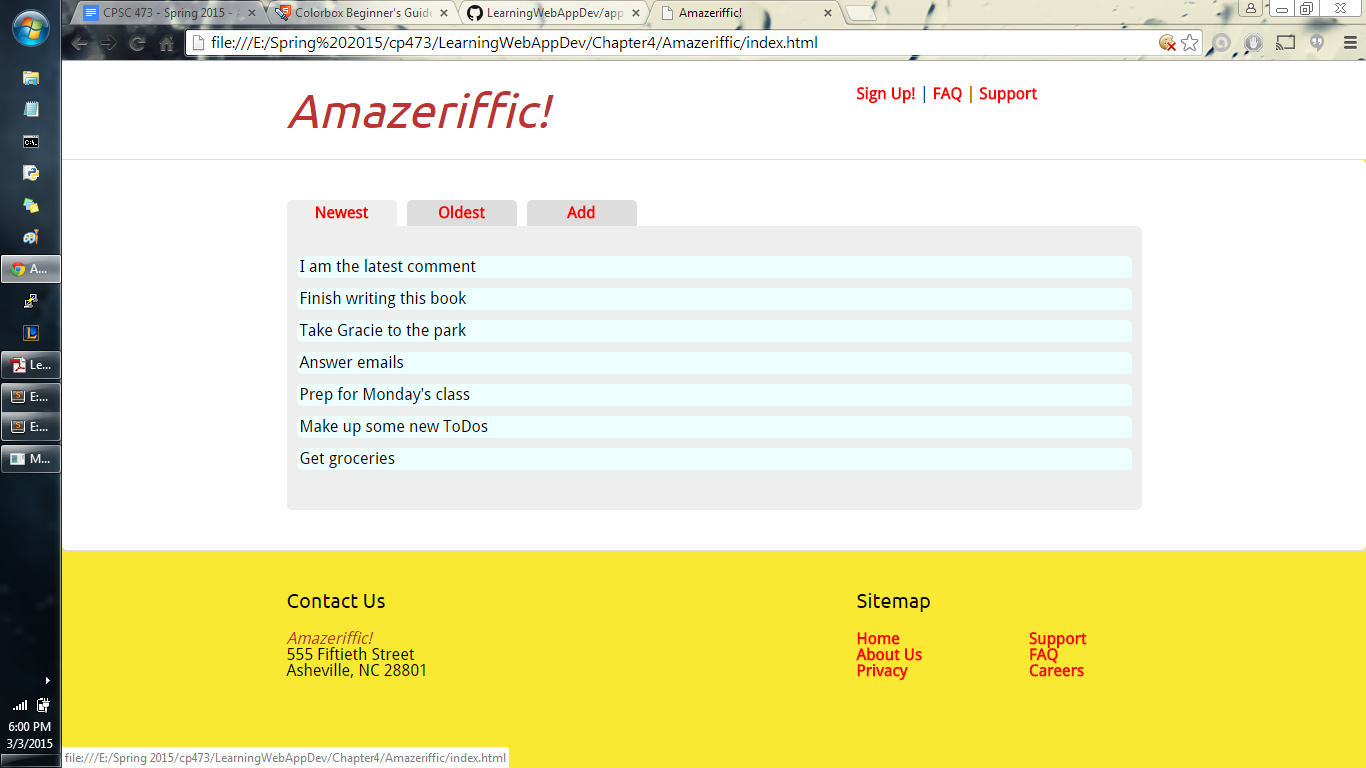 CPSC 473 - Spring 2015 - A
Colorbox Beginner's Guide
LearningWebAppDev/app
Amazeriffic!
file:///E:/Spring%202015/cp473/LearningWebAppDev/Chapter4/Amazeriffic/index.html
Amazeriffic!
Sign Up! | FAQ | Support
Newest
Oldest
Add
I am the latest comment
Finish writing this book
Take Gracie to the park
Answer emails
Prep for Monday's class
Make up some new ToDos
Get groceries
Contact Us
Amazeriffic!
555 Fiftieth Street
Asheville, NC 28801
Sitemap
Home
About Us
Privacy
Support
FAQ
Careers
A...
Le...
E:...
E:...
M...
6:00 PM
3/3/2015
file:///E:/Spring 2015/cp473/LearningWebAppDev/Chapter4/Amazeriffic/index.html